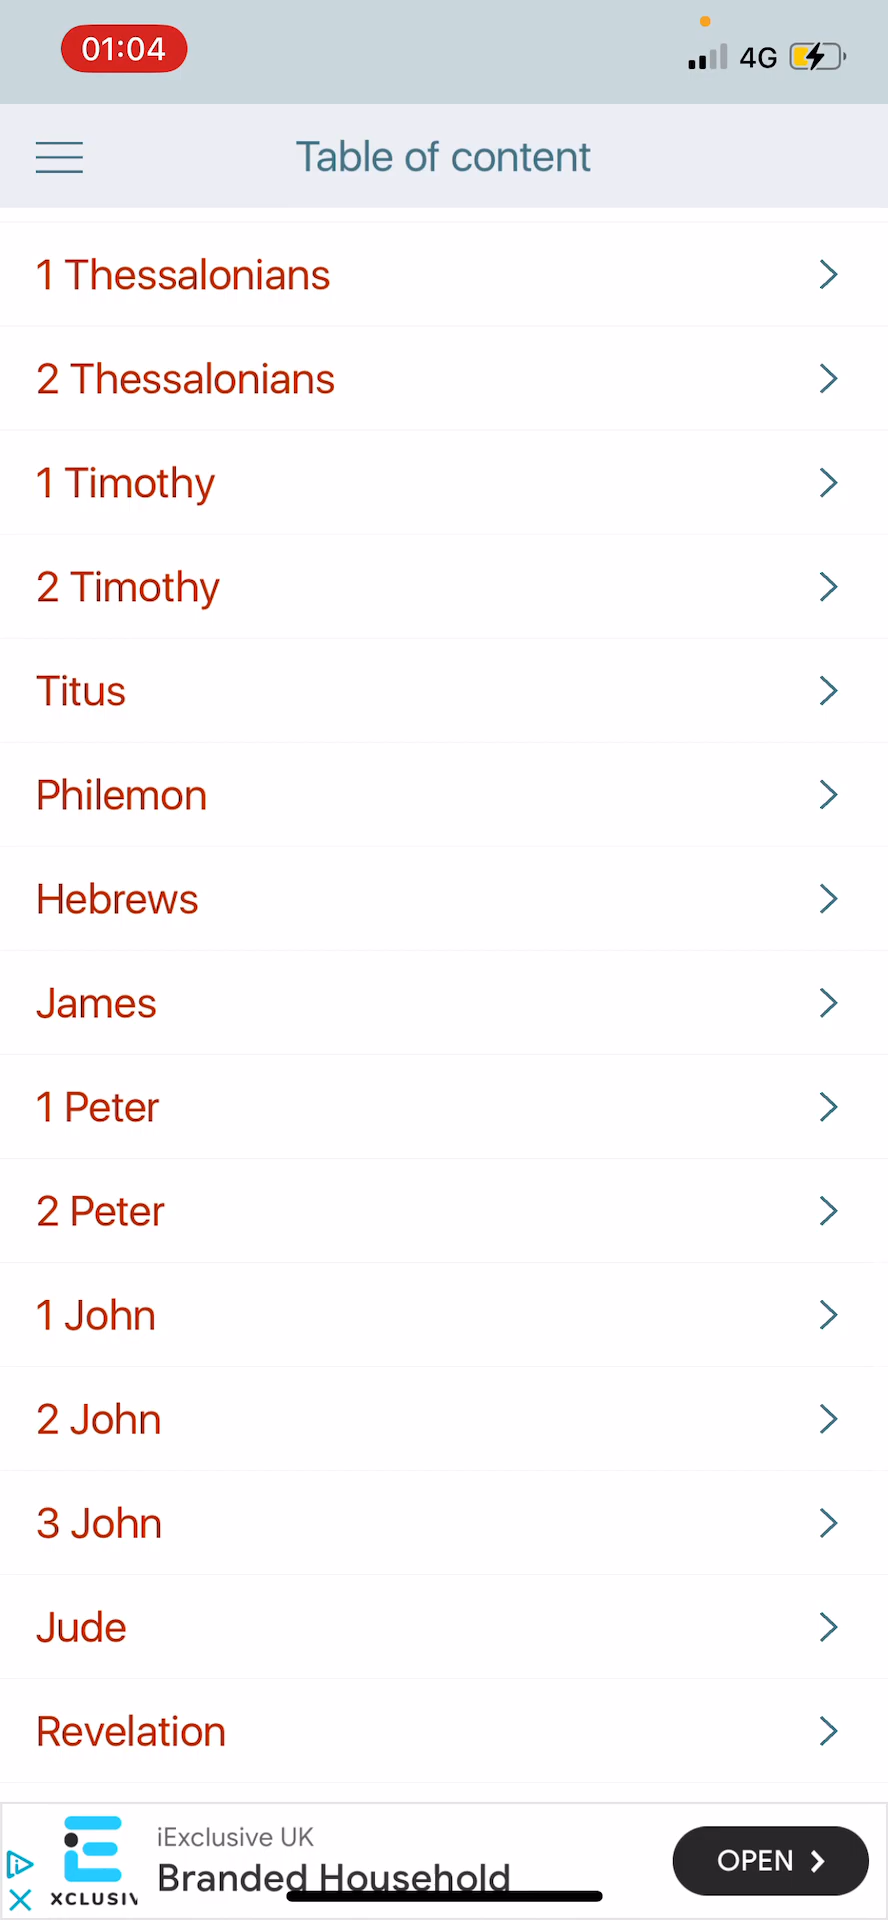 01:04
4G
Table of content
1 Thessalonians
2 Thessalonians
1 Timothy
2 Timothy
Titus
Philemon
Hebrews
James
1 Peter
2 Peter
1 John
2 John
3 John
Jude
Revelation
iExclusive UK
Branded Household
XCLUSIV
OPEN